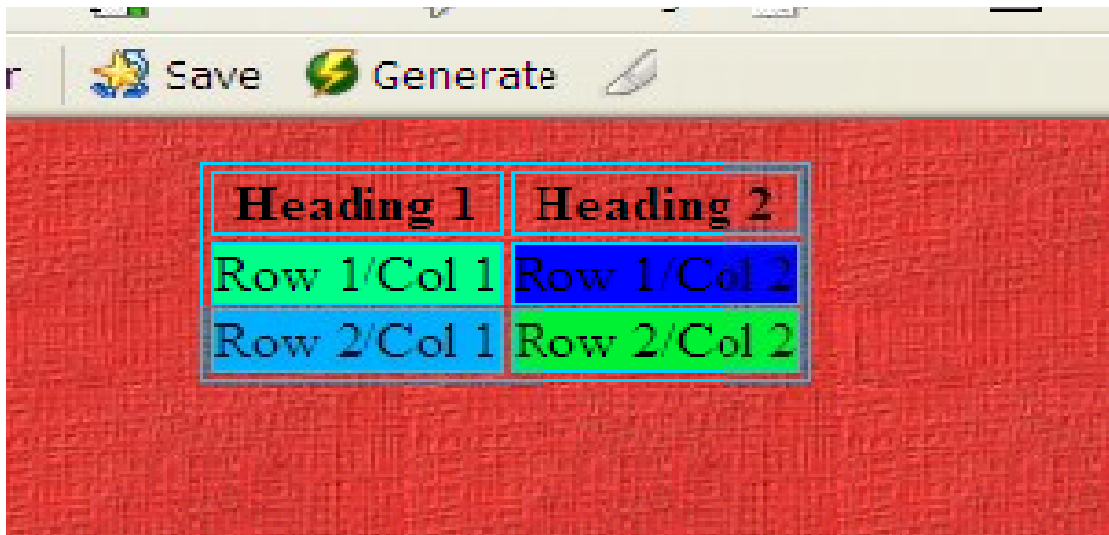 r Save Generate
Heading 1 Heading 2
Row 1/Col 1 Row 1/Col 2
Row 2/Col 1 Row 2/Col 2